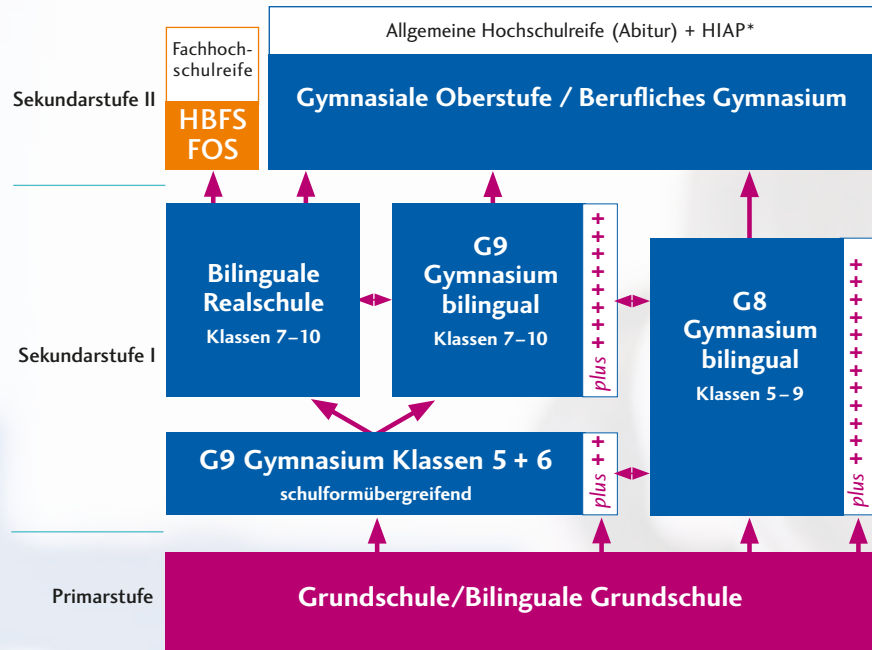 Allgemeine Hochschulreife (Abitur) + HIAP*
Fachhoch-
schulreife
Sekundarstufe II
HBFS
FOS
Gymnasiale Oberstufe / Berufliches Gymnasium
Sekundarstufe I
Bilinguale
Realschule
Klassen 7–10
G9
Gymnasium
bilingual
Klassen 7–10
plus +++++++++
G8
Gymnasium
bilingual
Klassen 5–9
plus ++++++++++++++
G9 Gymnasium Klassen 5 + 6
schulformübergreifend
plus +++
Primarstufe
Grundschule/Bilinguale Grundschule